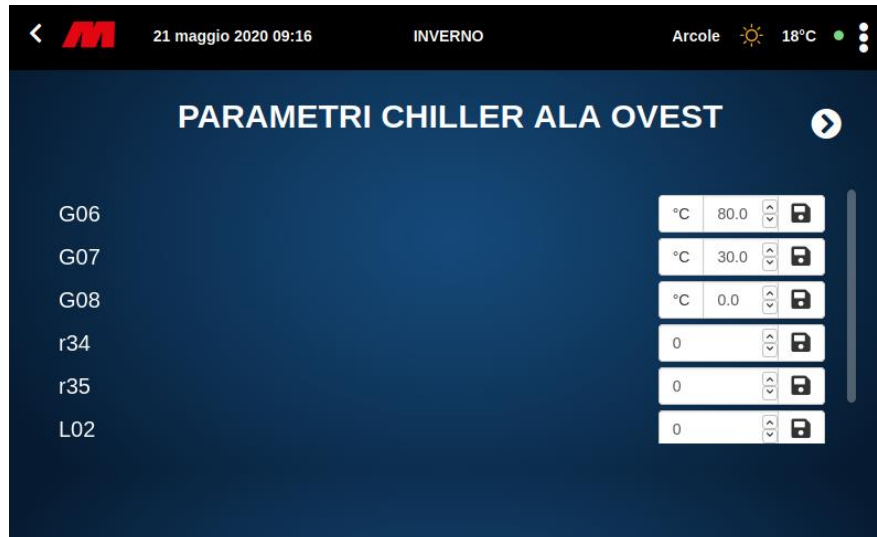 21 maggio 2020 09:16 INVERNO Arcole 18°C
PARAMETRI CHILLER ALA OVEST
G06 °C 80.0
G07 °C 30.0
G08 °C 0.0
r34 0
r35 0
L02 0